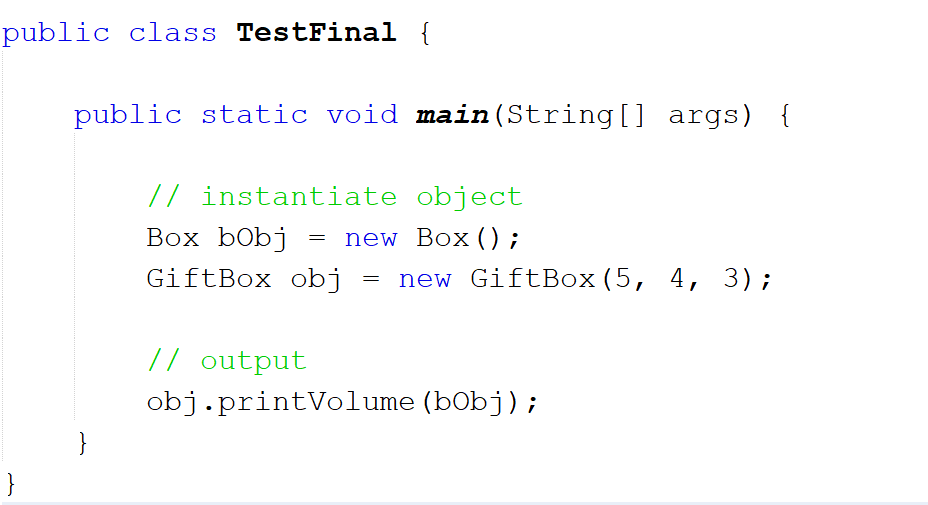 public class TestFinal {
public static void main(String[] args) {
// instantiate object
Box bObj = new Box();
GiftBox obj = new GiftBox(5, 4, 3);
// output
obj.printVolume(bObj);
}
}